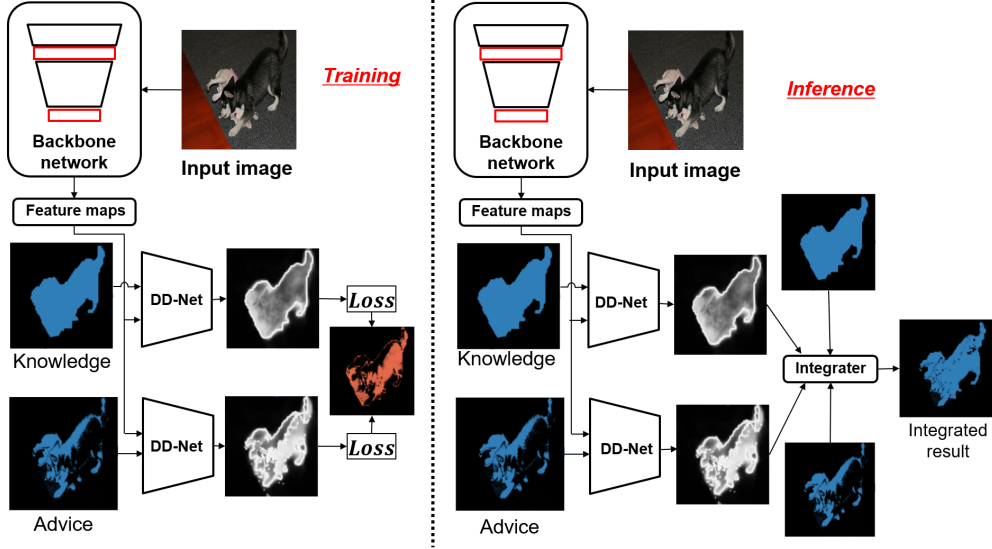 Training
Backbone
network
Input image
Feature maps
DD-Net
Loss
Knowledge
DD-Net
Loss
Advice
Inference
Backbone
network
Input image
Feature maps
DD-Net
Knowledge
Integrater
DD-Net
Integrated
result
Advice